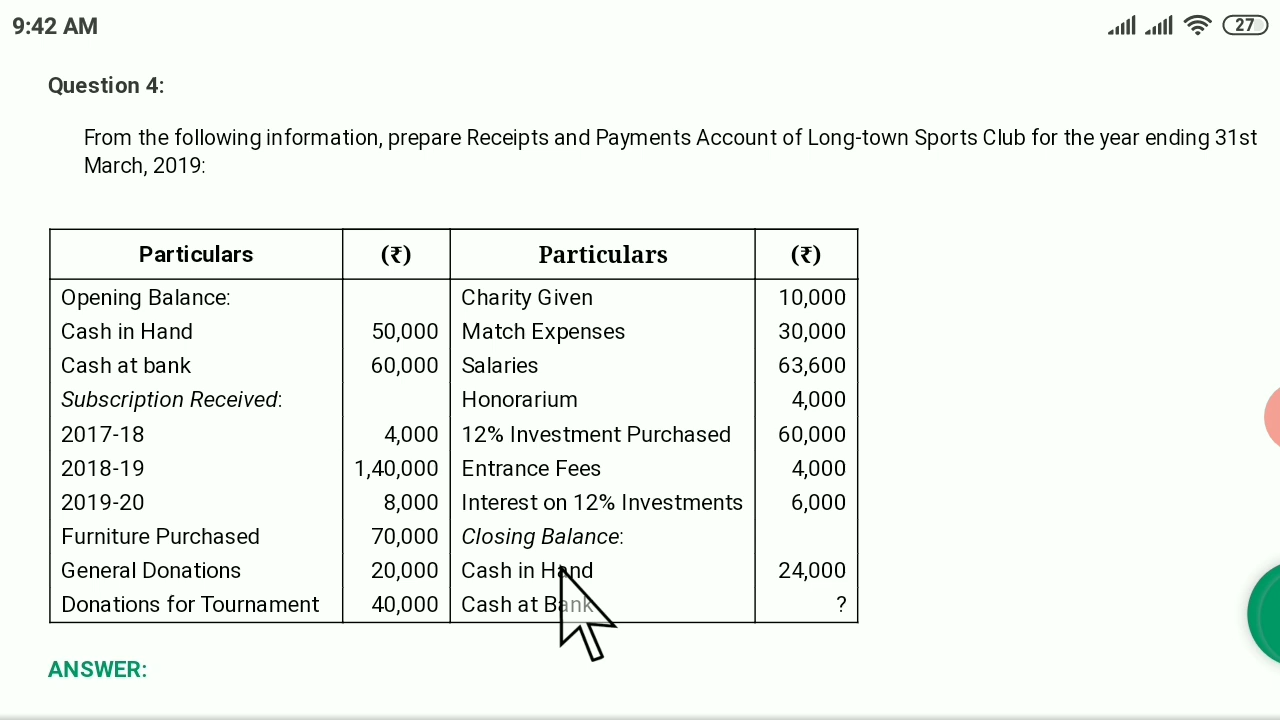 9:42 AM
27
Question 4:
From the following information, prepare Receipts and Payments Account of Long-town Sports Club for the year ending 31st
March, 2019:
Particulars (₹) Particulars (₹)
Opening Balance: Charity Given 10,000
Cash in Hand 50,000 Match Expenses 30,000
Cash at bank 60,000 Salaries 63,600
Subscription Received: Honorarium 4,000
2017-18 4,000 12% Investment Purchased 60,000
2018-19 1,40,000 Entrance Fees 4,000
2019-20 8,000 Interest on 12% Investments 6,000
Furniture Purchased 70,000 Closing Balance:
General Donations 20,000 Cash in Hand 24,000
Donations for Tournament 40,000 Cash at Bank ?
ANSWER: